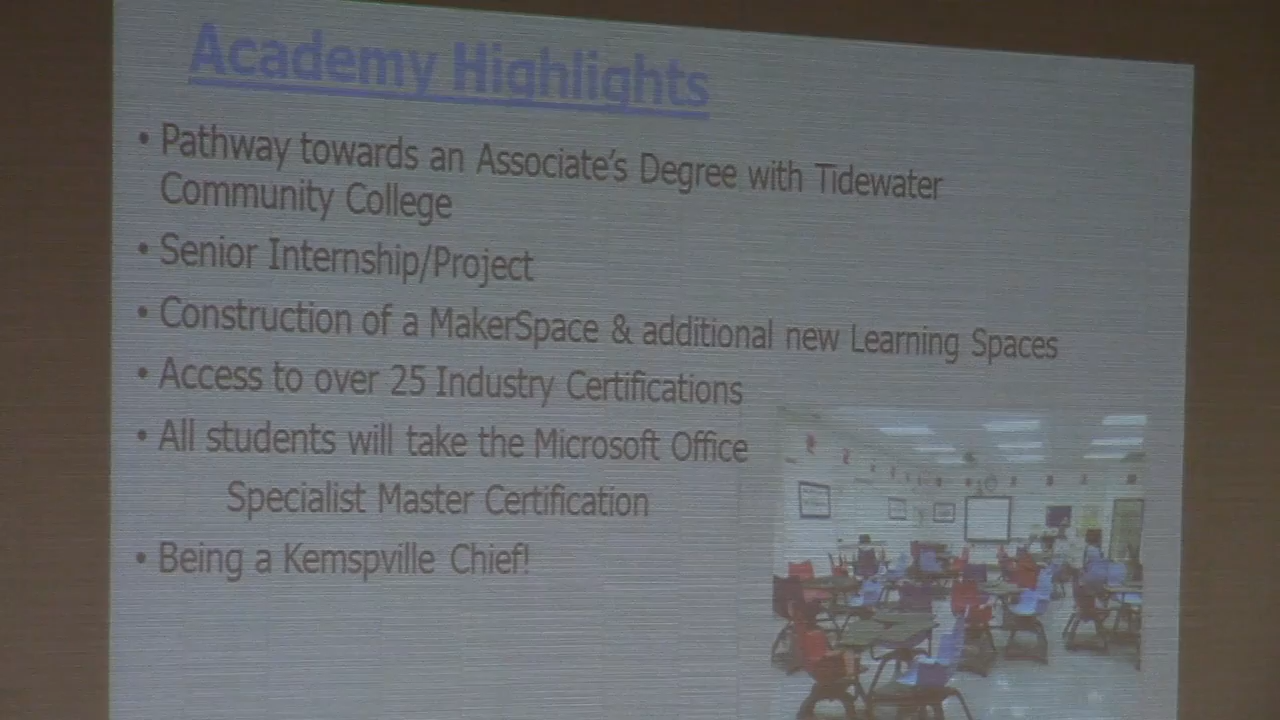 Academy Highlights
• Pathway towards an Associate's Degree with Tidewater
Community College
• Senior Internship/Project
• Construction of a MakerSpace & additional new Learning Spaces
• Access to over 25 Industry Certifications
• All students will take the Microsoft Office
Specialist Master Certification
• Being a Kemspville Chief!